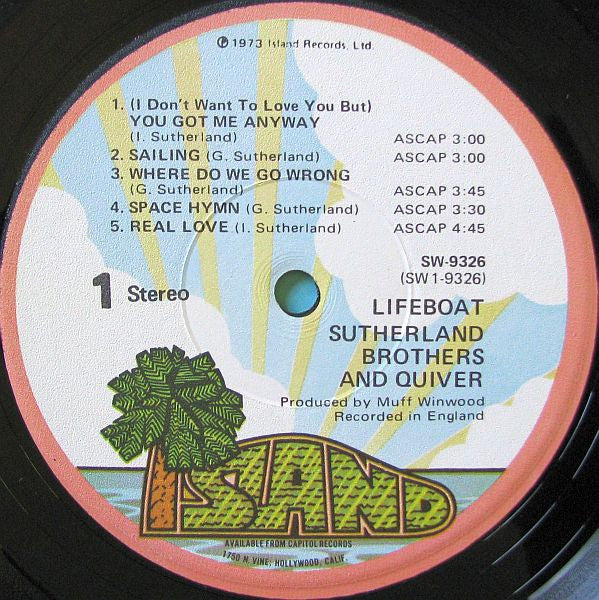 ℗ 1973 Island Records, Ltd.
1. (I Don't Want To Love You But)
YOU GOT ME ANYWAY
(I. Sutherland) ASCAP 3:00
2. SAILING (G. Sutherland) ASCAP 3:00
3. WHERE DO WE GO WRONG
(G. Sutherland) ASCAP 3:45
4. SPACE HYMN (G. Sutherland) ASCAP 3:30
5. REAL LOVE (I. Sutherland) ASCAP 4:45
SW-9326
(SW1-9326)
1 Stereo
LIFEBOAT
SUTHERLAND
BROTHERS
AND QUIVER
Produced by Muff Winwood
Recorded in England
ISLAND
AVAILABLE FROM CAPITOL RECORDS
1750 N. VINE, HOLLYWOOD, CALIF.